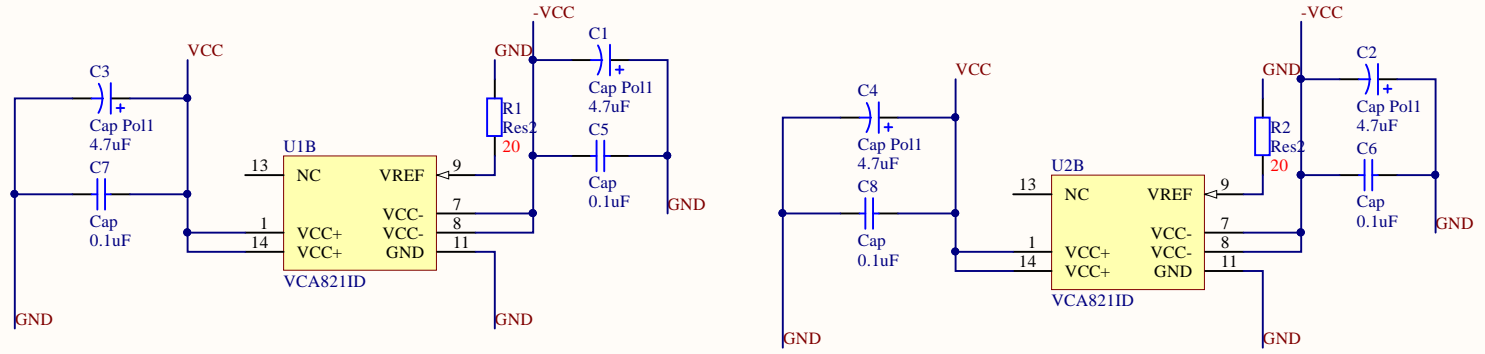 -VCC
C1
Cap Pol1
4.7uF
C5
Cap
0.1uF
GND
GND
R1
Res2
20
VCC
C3
Cap Pol1
4.7uF
C7
Cap
0.1uF
GND
U1B
13 NC VREF 9
VCC- 7
1 VCC+ VCC- 8
14 VCC+ GND 11
VCA821ID
GND
-VCC
C2
Cap Pol1
4.7uF
C6
Cap
0.1uF
GND
GND
R2
Res2
20
VCC
C4
Cap Pol1
4.7uF
C8
Cap
0.1uF
GND
U2B
13 NC VREF 9
VCC- 7
1 VCC+ VCC- 8
14 VCC+ GND 11
VCA821ID
GND